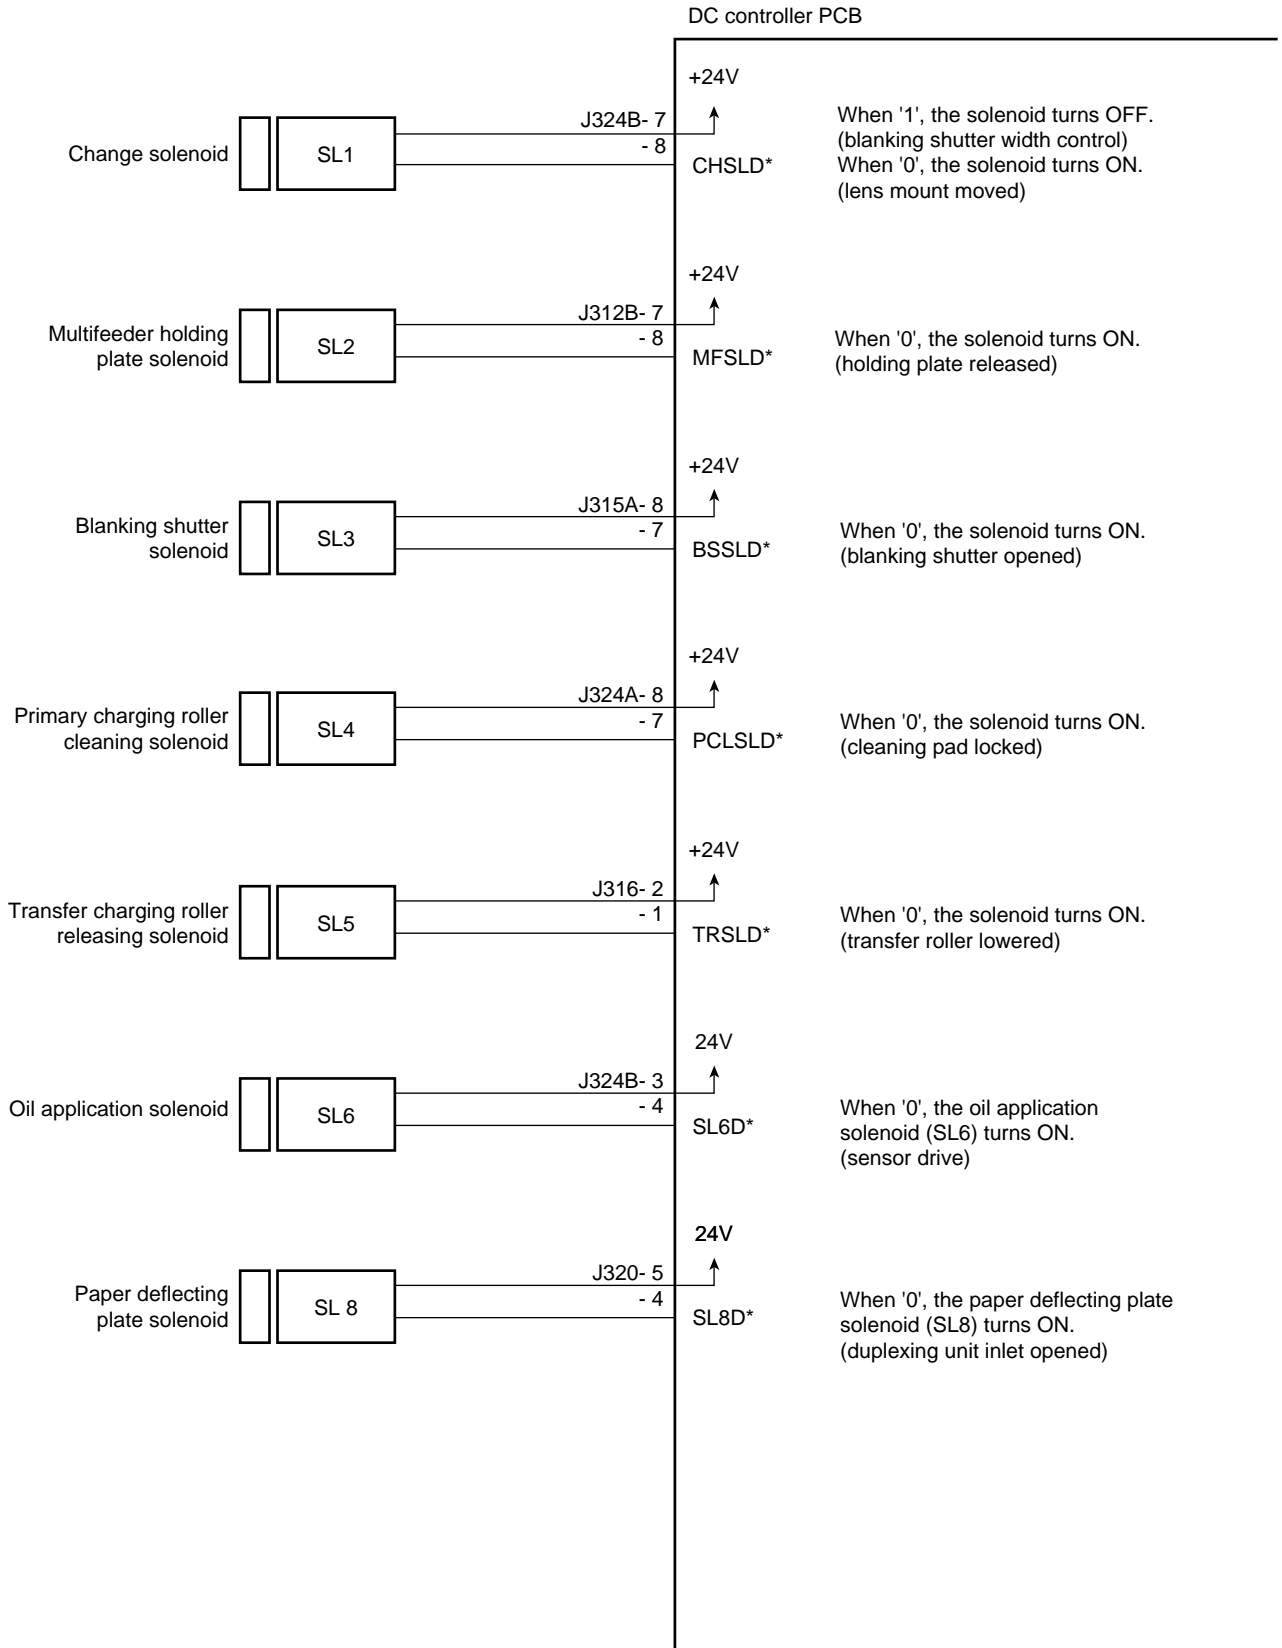 DC controller PCB
+24V
Change solenoid
SL1
J324B- 7
- 8
CHSLD*
When '1', the solenoid turns OFF.
(blanking shutter width control)
When '0', the solenoid turns ON.
(lens mount moved)
+24V
Multifeeder holding
plate solenoid
SL2
J312B- 7
- 8
MFSLD*
When '0', the solenoid turns ON.
(holding plate released)
+24V
Blanking shutter
solenoid
SL3
J315A- 8
- 7
BSSLD*
When '0', the solenoid turns ON.
(blanking shutter opened)
+24V
Primary charging roller
cleaning solenoid
SL4
J324A- 8
- 7
PCLSLD*
When '0', the solenoid turns ON.
(cleaning pad locked)
+24V
Transfer charging roller
releasing solenoid
SL5
J316- 2
- 1
TRSLD*
When '0', the solenoid turns ON.
(transfer roller lowered)
24V
Oil application solenoid
SL6
J324B- 3
- 4
SL6D*
When '0', the oil application
solenoid (SL6) turns ON.
(sensor drive)
24V
Paper deflecting
plate solenoid
SL 8
J320- 5
- 4
SL8D*
When '0', the paper deflecting plate
solenoid (SL8) turns ON.
(duplexing unit inlet opened)